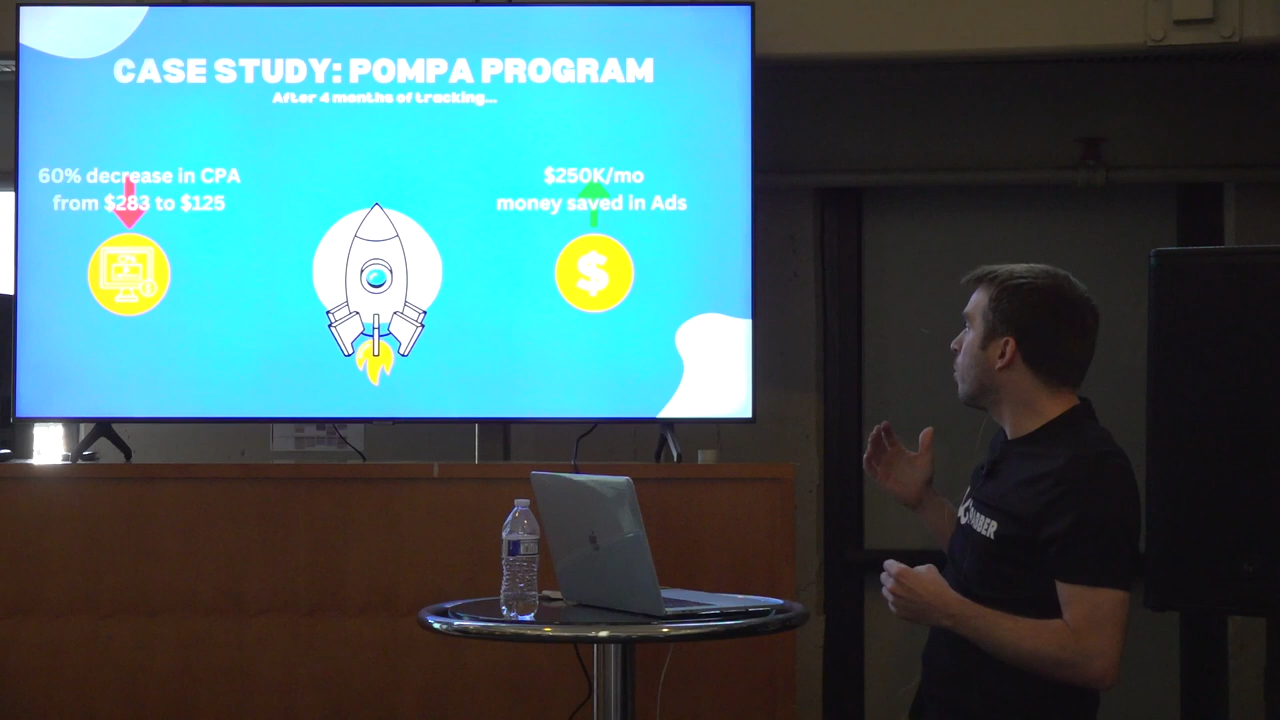 CASE STUDY: POMPA PROGRAM
After 4 months of tracking...
60% decrease in CPA
from $283 to $125
$250K/mo
money saved in Ads
CPA
$